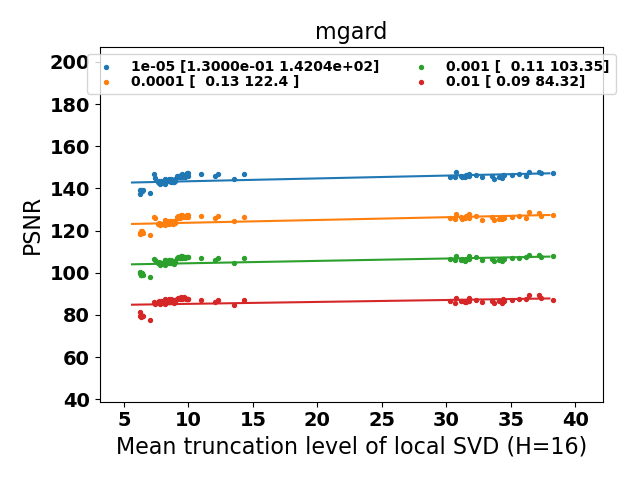 mgard
1e-05 [1.3000e-01 1.4204e+02]
0.0001 [  0.13 122.4 ]
0.001 [  0.11 103.35]
0.01 [ 0.09 84.32]
200
180
160
140
120
100
80
60
40
PSNR
5 10 15 20 25 30 35 40
Mean truncation level of local SVD (H=16)